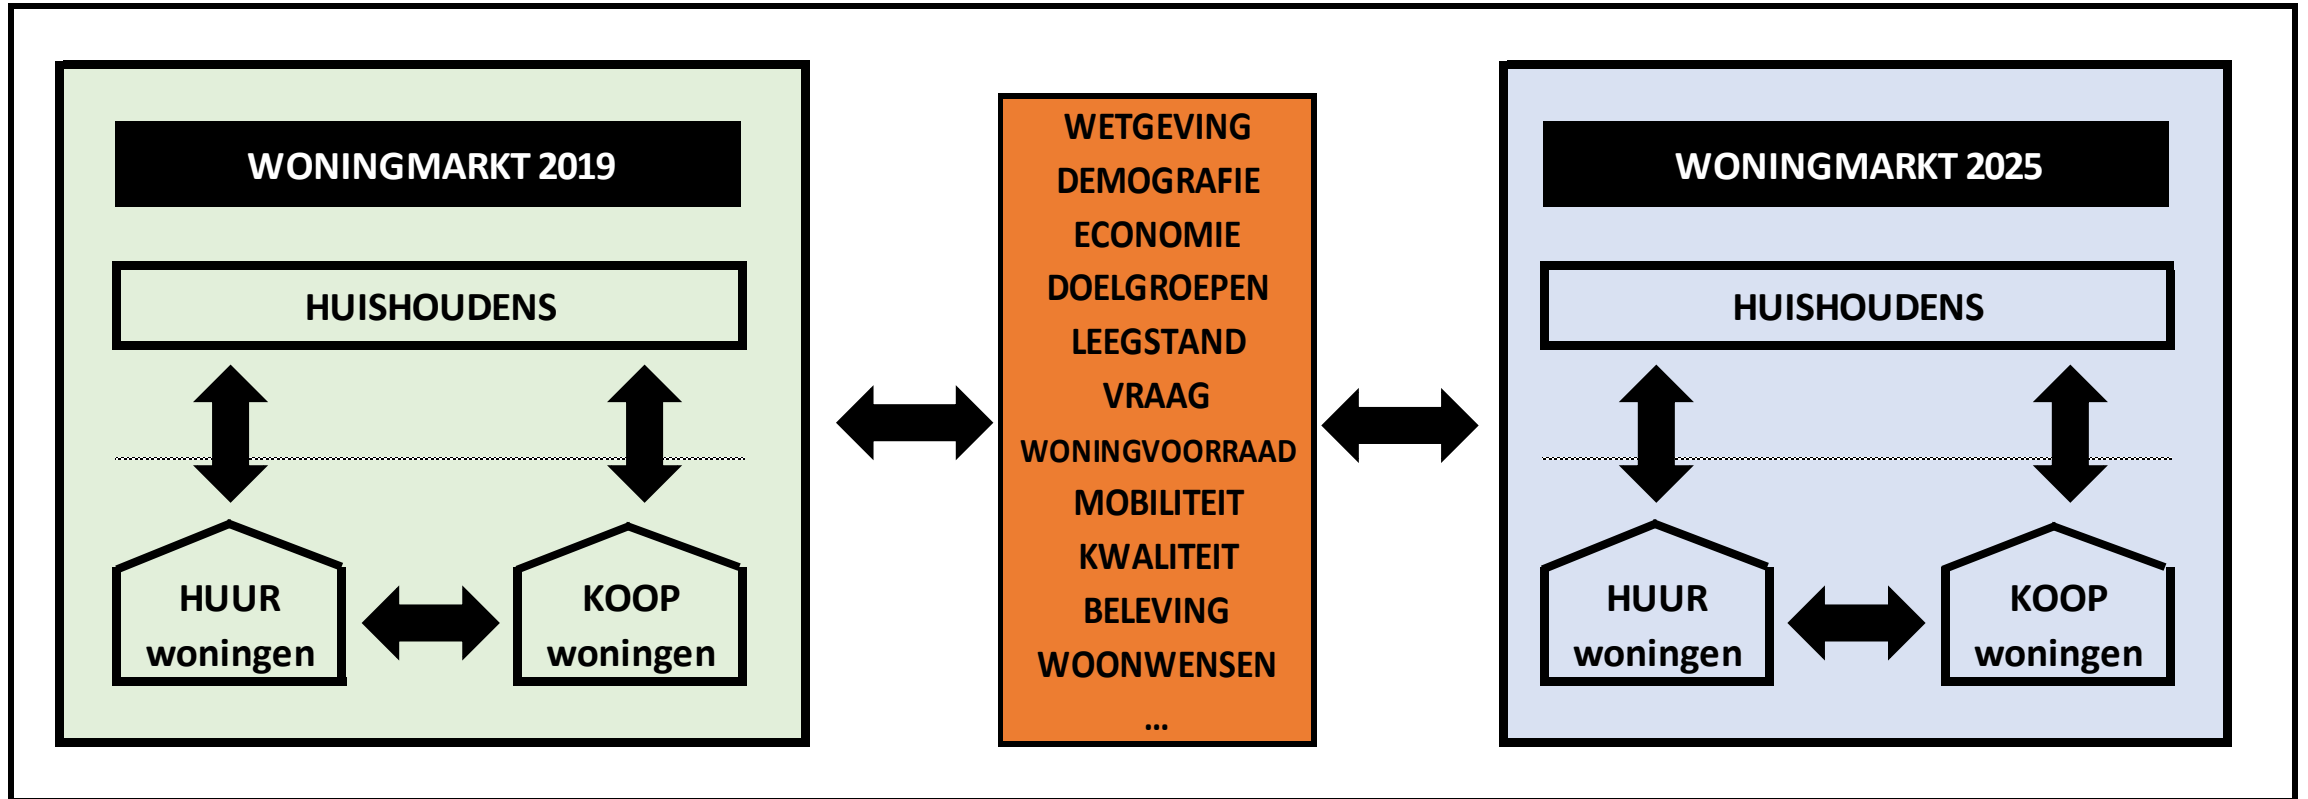 WONINGMARKT 2019
HUISHOUDENS
HUUR
woningen
KOOP
woningen
WETGEVING
DEMOGRAFIE
ECONOMIE
DOELGROEPEN
LEEGSTAND
VRAAG
WONINGVOORRAAD
MOBILITEIT
KWALITEIT
BELEVING
WOONWENSEN
...
WONINGMARKT 2025
HUISHOUDENS
HUUR
woningen
KOOP
woningen